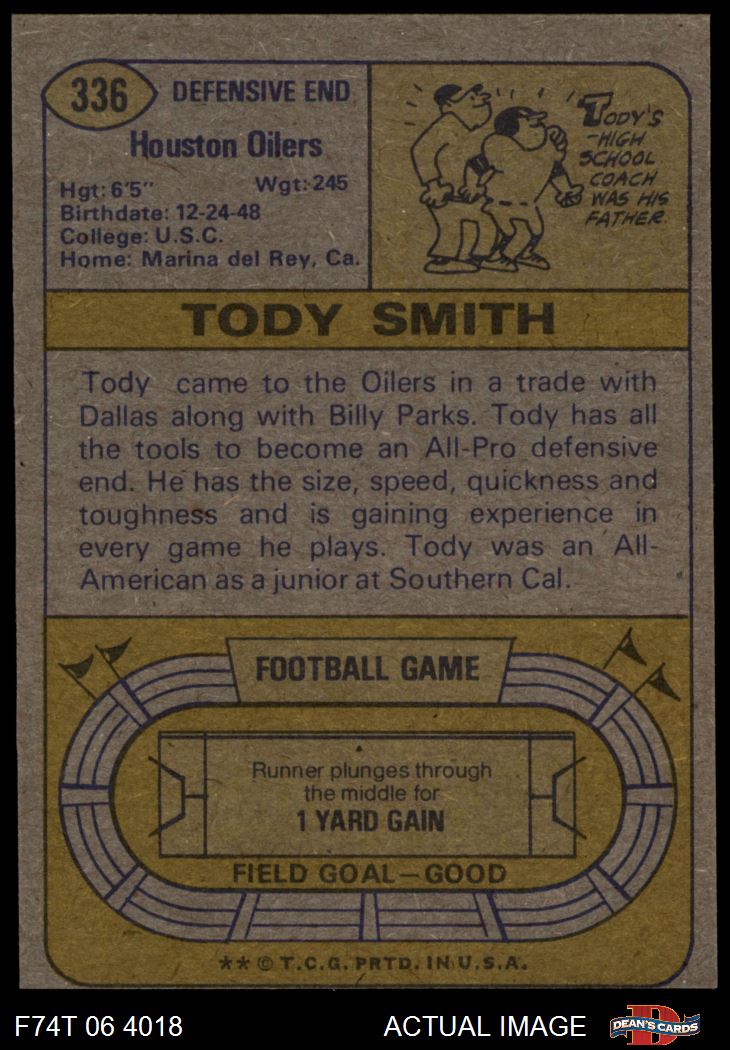 336
DEFENSIVE END
Houston Oilers
Hgt: 6'5" Wgt: 245
Birthdate: 12-24-48
College: U.S.C.
Home: Marina del Rey, Ca.
TODY'S
HIGH
SCHOOL
COACH
WAS HIS
FATHER.
TODY SMITH
Tody came to the Oilers in a trade with
Dallas along with Billy Parks. Tody has all
the tools to become an All-Pro defensive
end. He has the size, speed, quickness and
toughness and is gaining experience in
every game he plays. Tody was an All-
American as a junior at Southern Cal.
FOOTBALL GAME
Runner plunges through
the middle for
1 YARD GAIN
FIELD GOAL—GOOD
** © T.C.G. PRTD. IN U.S.A.
F74T 06 4018
ACTUAL IMAGE
D
DEAN'S CARDS